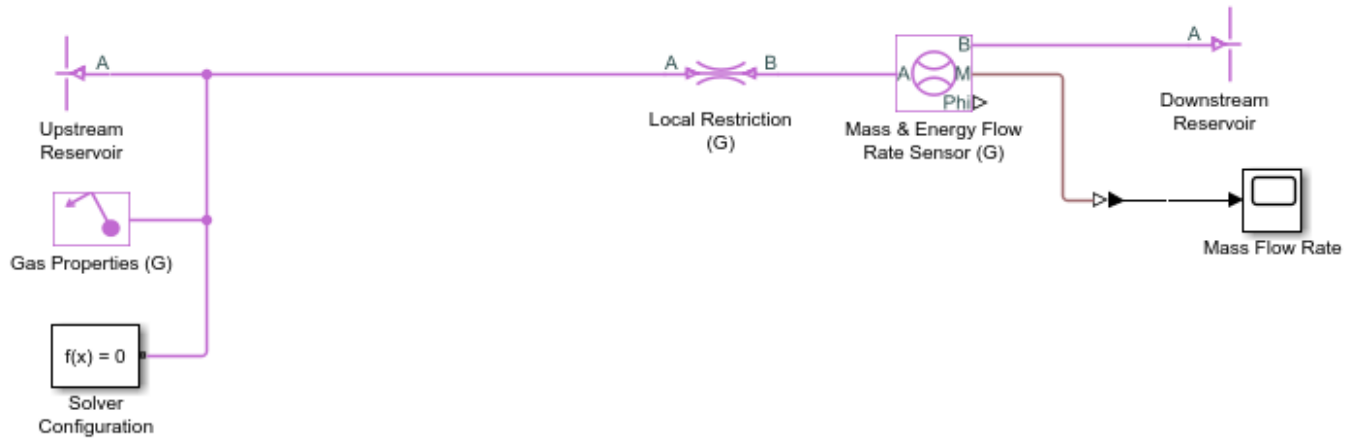 A
A
B
A
B
M
Phi
A
Upstream
Reservoir
Local Restriction
(G)
Mass & Energy Flow
Rate Sensor (G)
Downstream
Reservoir
Gas Properties (G)
Mass Flow Rate
f(x) = 0
Solver
Configuration